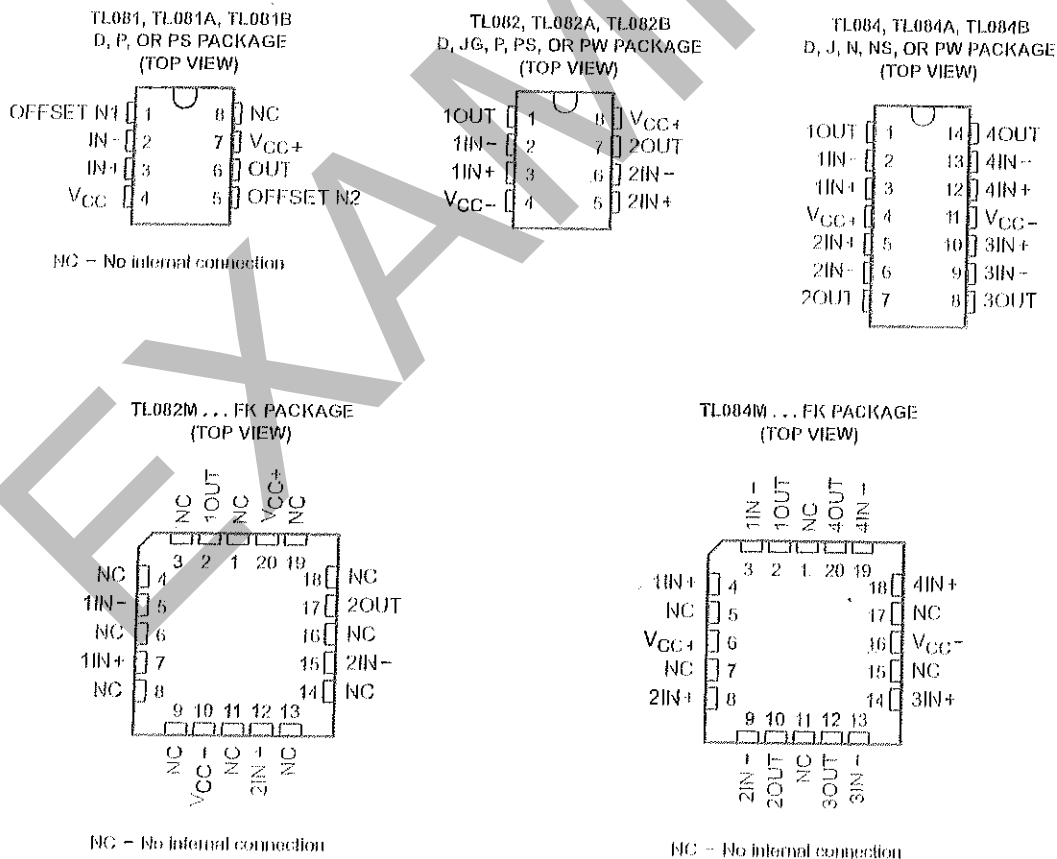 TL081, TL081A, TL081B
D, P, OR PS PACKAGE
(TOP VIEW)
OFFSET N1 1 8 NC
IN- 2 7 VCC+
IN+ 3 6 OUT
VCC 4 5 OFFSET N2
NC - No internal connection
TL082, TL082A, TL082B
D, JG, P, PS, OR PW PACKAGE
(TOP VIEW)
1OUT 1 8 VCC+
1IN- 2 7 2OUT
1IN+ 3 6 2IN-
VCC- 4 5 2IN+
TL084, TL084A, TL084B
D, J, N, NS, OR PW PACKAGE
(TOP VIEW)
1OUT 1 14 4OUT
1IN- 2 13 4IN-
1IN+ 3 12 4IN+
VCC+ 4 11 VCC-
2IN+ 5 10 3IN+
2IN- 6 9 3IN-
2OUT 7 8 3OUT
TL082M . . . FK PACKAGE
(TOP VIEW)
NC 1OUT NC VCC+ NC
3 2 1 20 19
NC 4 18 NC
1IN- 5 17 2OUT
NC 6 16 NC
1IN+ 7 15 2IN-
NC 8 14 NC
9 10 11 12 13
NC VCC- NC 2IN+ NC
NC - No internal connection
TL084M . . . FK PACKAGE
(TOP VIEW)
1IN- 1OUT NC 4OUT 4IN-
3 2 1 20 19
1IN+ 4 18 4IN+
NC 5 17 NC
VCC+ 6 16 VCC-
NC 7 15 NC
2IN+ 8 14 3IN+
9 10 11 12 13
2IN- 2OUT NC 3OUT 3IN-
NC - No internal connection